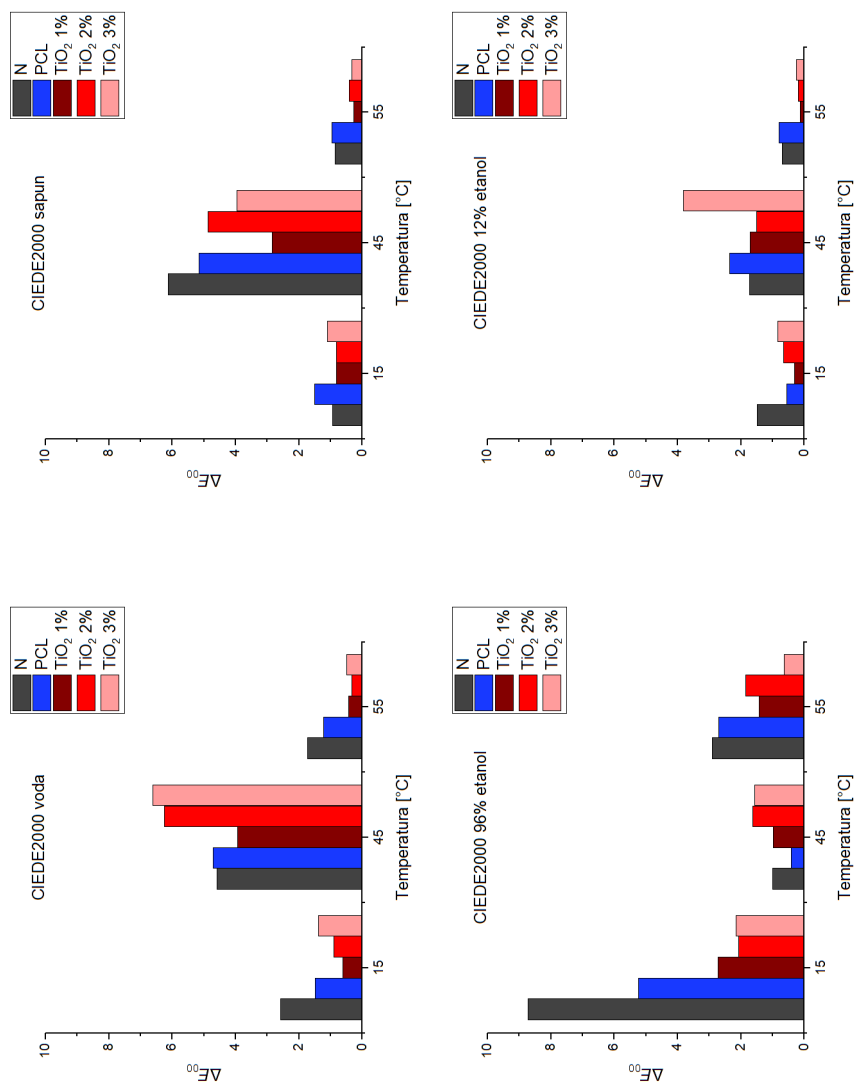 CIEDE2000 voda
N
PCL
TiO₂ 1%
TiO₂ 2%
TiO₂ 3%
ΔE₀₀
10
8
6
4
2
0
15
45
55
Temperatura [°C]
CIEDE2000 sapun
N
PCL
TiO₂ 1%
TiO₂ 2%
TiO₂ 3%
ΔE₀₀
10
8
6
4
2
0
15
45
55
Temperatura [°C]
CIEDE2000 96% etanol
N
PCL
TiO₂ 1%
TiO₂ 2%
TiO₂ 3%
ΔE₀₀
10
8
6
4
2
0
15
45
55
Temperatura [°C]
CIEDE2000 12% etanol
N
PCL
TiO₂ 1%
TiO₂ 2%
TiO₂ 3%
ΔE₀₀
10
8
6
4
2
0
15
45
55
Temperatura [°C]